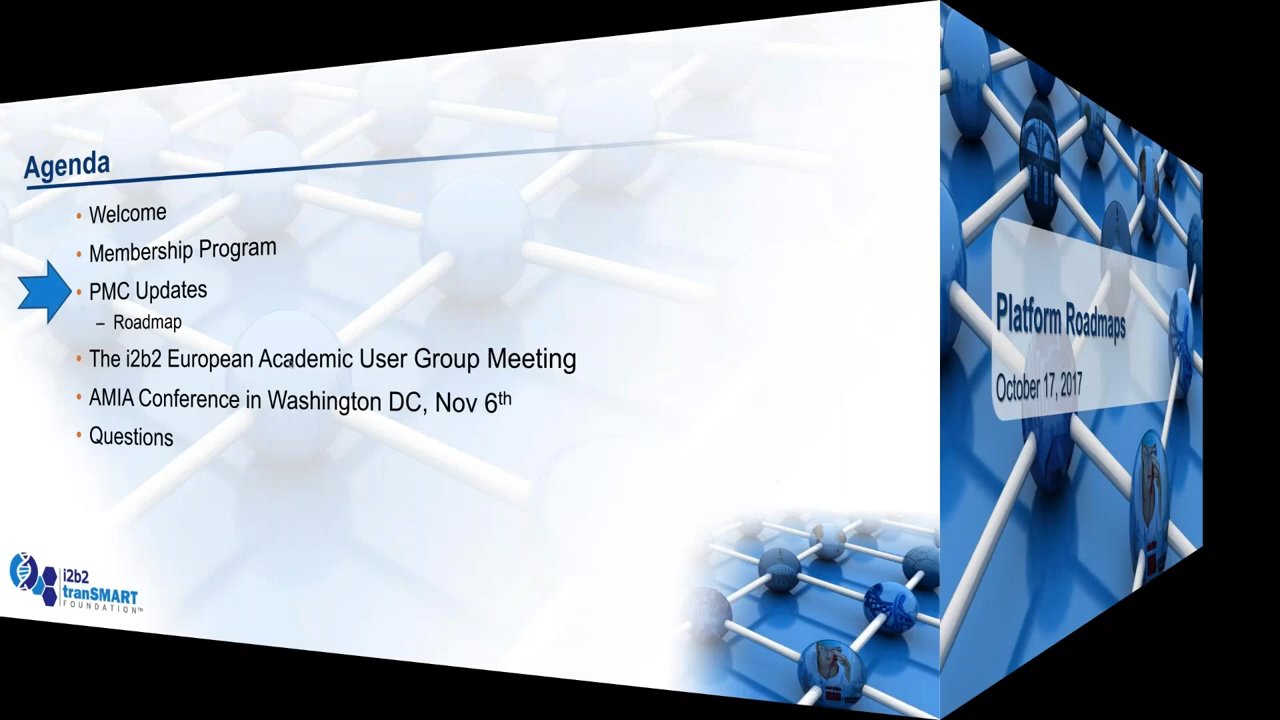 Agenda
• Welcome
• Membership Program
• PMC Updates
– Roadmap
• The i2b2 European Academic User Group Meeting
• AMIA Conference in Washington DC, Nov 6th
• Questions
i2b2
tranSMART
FOUNDATION™
Platform Roadmaps
October 17, 2017